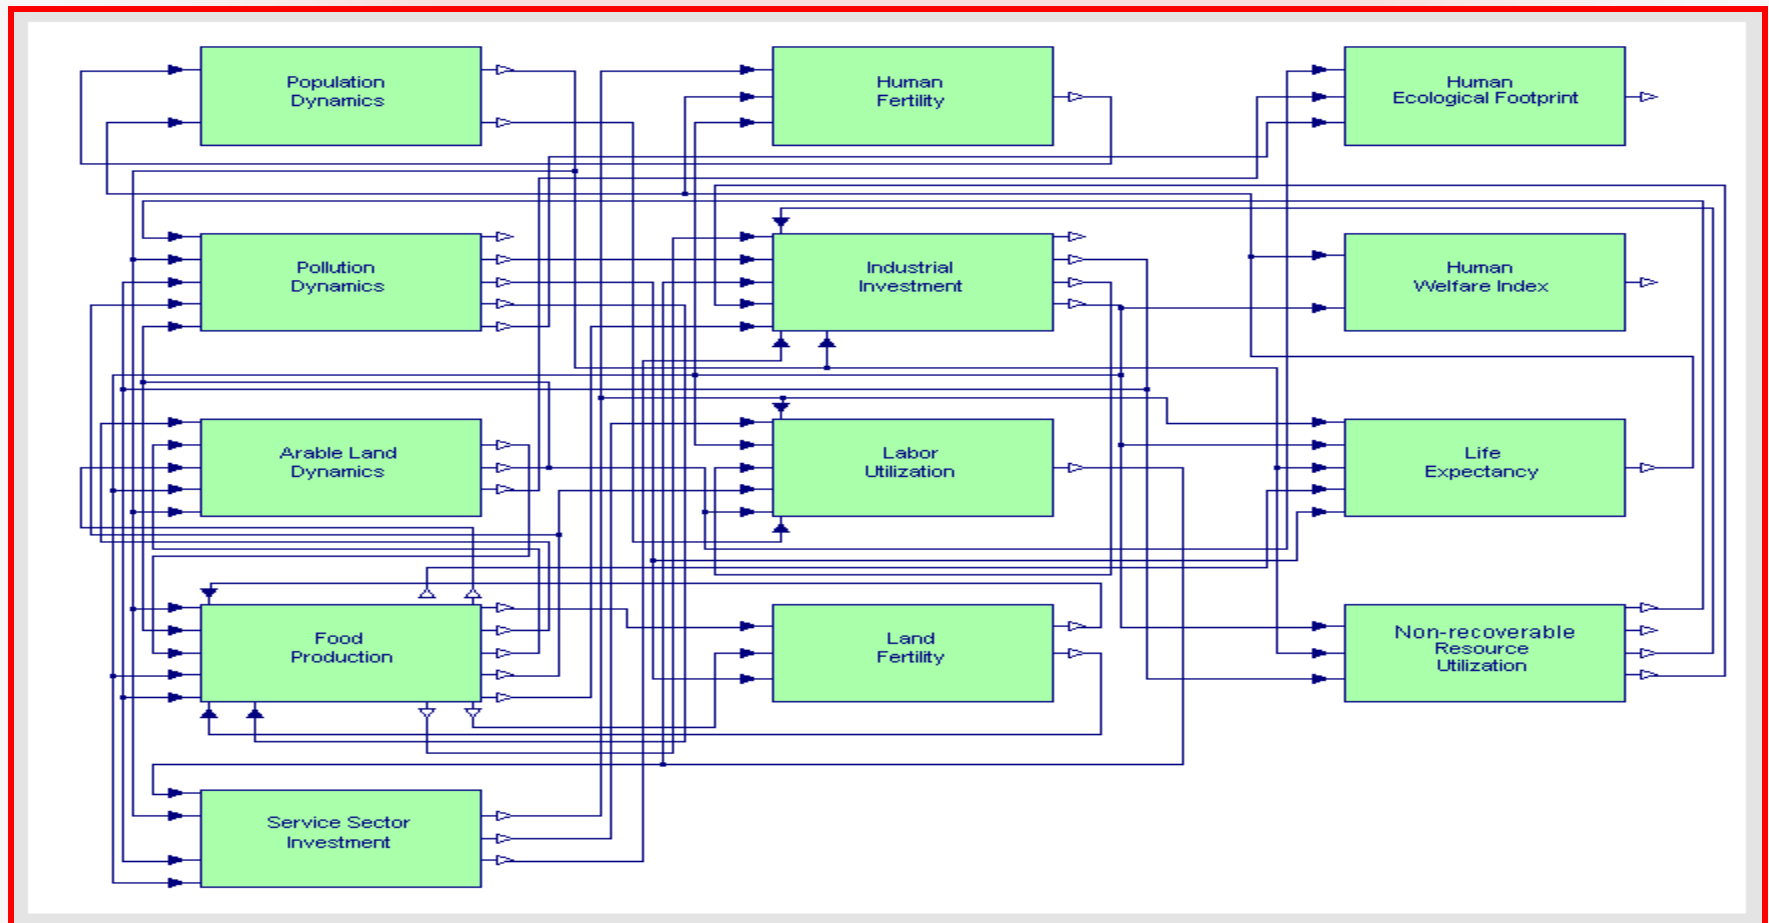 Population
Dynamics
Human
Fertility
Human
Ecological Footprint
Pollution
Dynamics
Industrial
Investment
Human
Welfare Index
Arable Land
Dynamics
Labor
Utilization
Life
Expectancy
Food
Production
Land
Fertility
Non-recoverable
Resource
Utilization
Service Sector
Investment